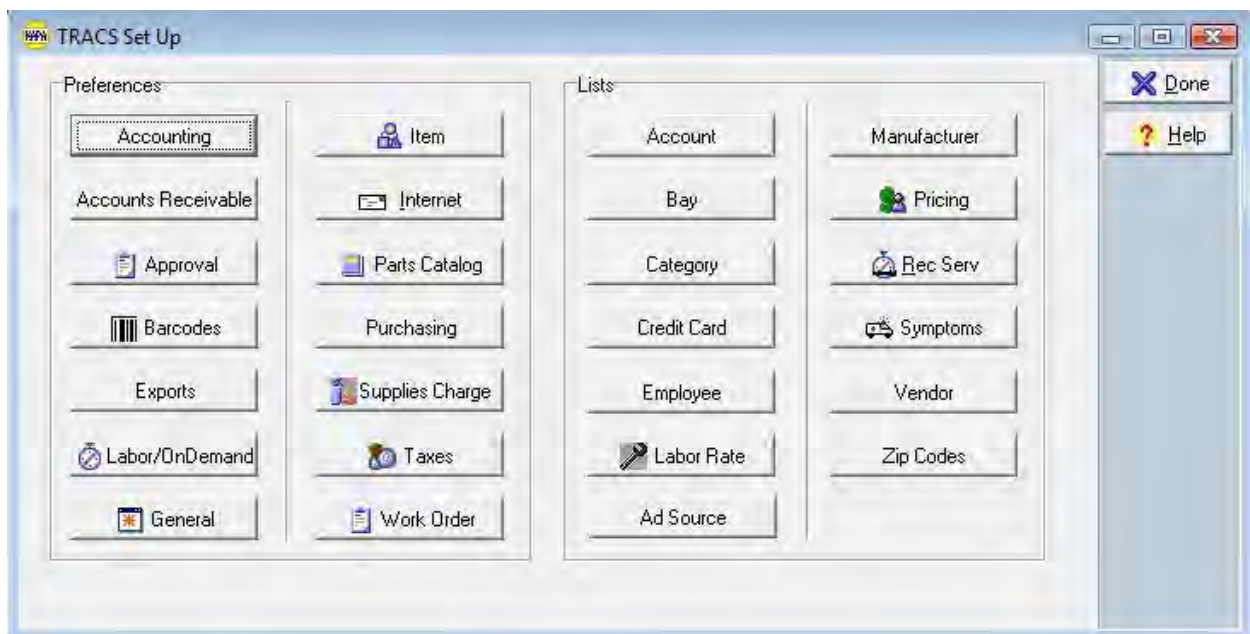 NAPA TRACS Set Up
Preferences
Accounting
Accounts Receivable
Approval
Barcodes
Exports
Labor/OnDemand
General
Item
Internet
Parts Catalog
Purchasing
Supplies Charge
Taxes
Work Order
Lists
Account
Bay
Category
Credit Card
Employee
Labor Rate
Ad Source
Manufacturer
Pricing
Rec Serv
Symptoms
Vendor
Zip Codes
Done
? Help